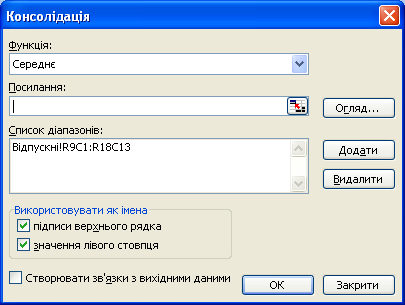 Консолідація
Функція:
Середнє
Посилання:
Огляд...
Список діапазонів:
Відпускні!R9C1:R18C13
Додати
Видалити
Використовувати як імена
підписи верхнього рядка
значення лівого стовпця
Створювати зв'язки з вихідними даними
OK
Закрити